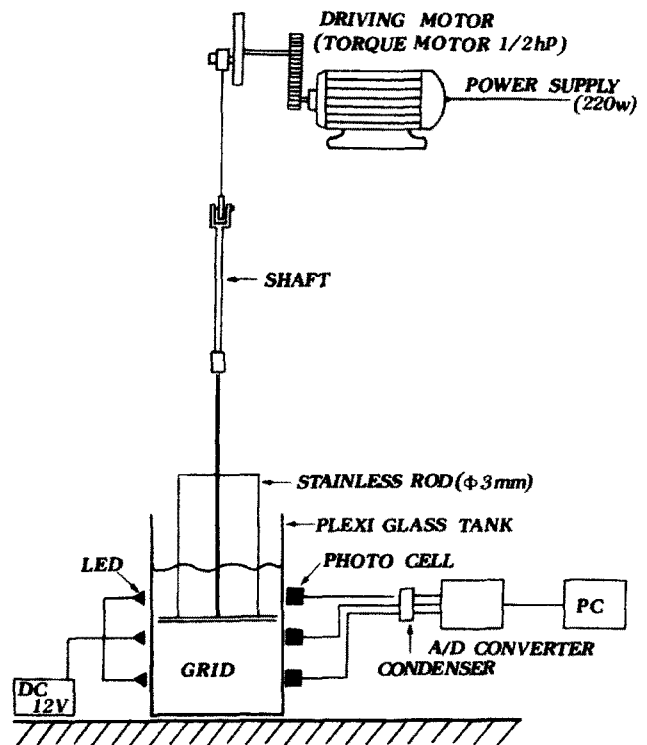 DRIVING MOTOR
(TORQUE MOTOR 1/2hP)
POWER SUPPLY
(220w)
SHAFT
STAINLESS ROD(Φ3mm)
PLEXI GLASS TANK
LED
PHOTO CELL
PC
A/D CONVERTER
CONDENSER
GRID
DC
12V